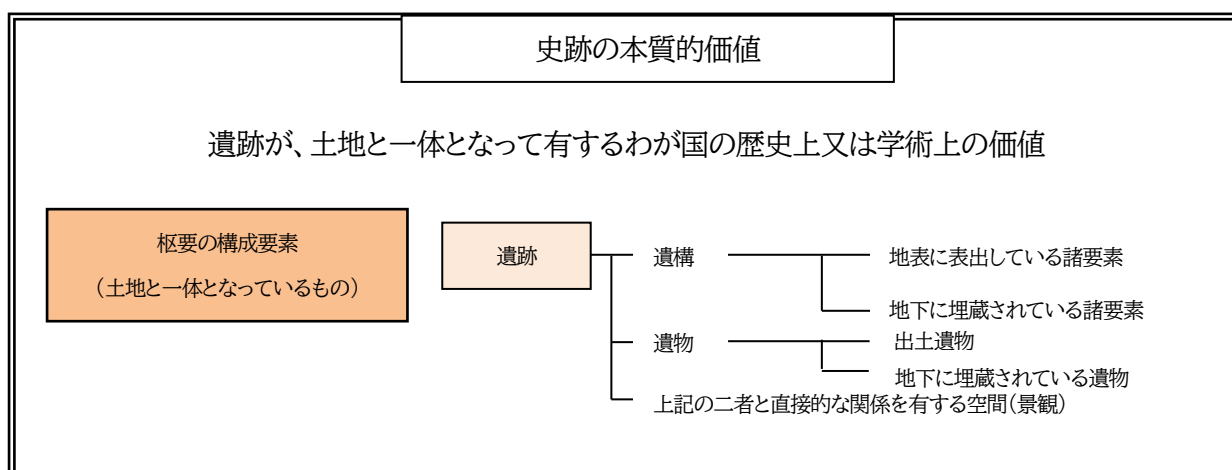 史跡の本質的価値
遺跡が、土地と一体となって有するわが国の歴史上又は学術上の価値
枢要の構成要素
（土地と一体となっているもの）
遺跡
遺構
地表に表出している諸要素
地下に埋蔵されている諸要素
遺物
出土遺物
地下に埋蔵されている遺物
上記の二者と直接的な関係を有する空間（景観）